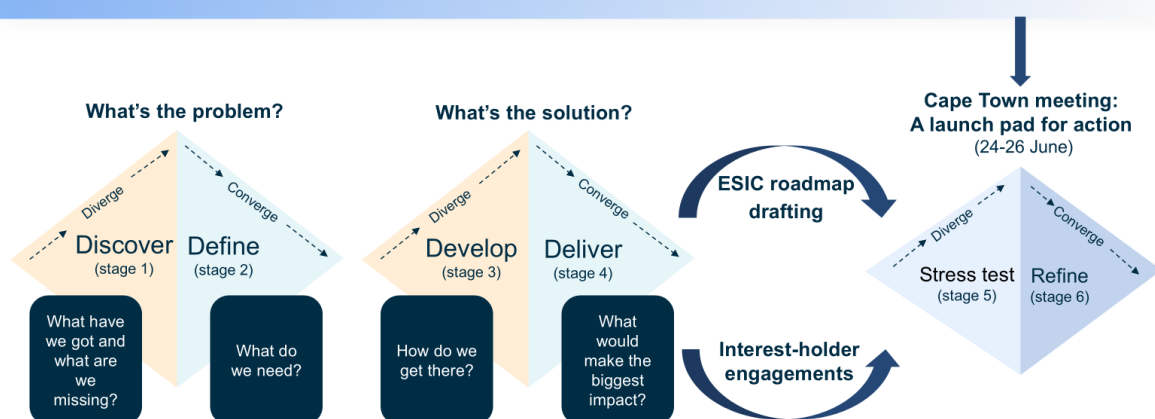 What's the problem?
Diverge
Converge
Discover
(stage 1)
Define
(stage 2)
What have
we got and
what are
we
missing?
What do
we need?
What's the solution?
Diverge
Converge
Develop
(stage 3)
Deliver
(stage 4)
How do we
get there?
What
would
make the
biggest
impact?
ESIC roadmap
drafting
Interest-holder
engagements
Cape Town meeting:
A launch pad for action
(24-26 June)
Diverge
Converge
Stress test
(stage 5)
Refine
(stage 6)